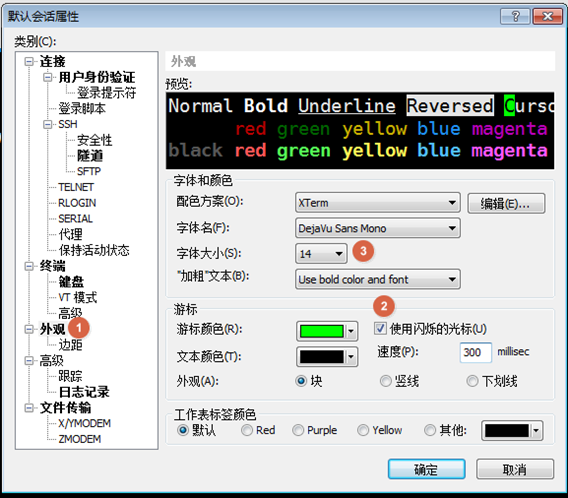 默认会话属性
类别(C):
连接
用户身份验证
登录提示符
登录脚本
SSH
安全性
隧道
SFTP
TELNET
RLOGIN
SERIAL
代理
保持活动状态
终端
键盘
VT 模式
高级
外观 1
边距
高级
跟踪
日志记录
文件传输
X/YMODEM
ZMODEM
外观
预览:
Normal Bold Underline Reversed Curso
red green yellow blue magenta
black red green yellow blue magenta
字体和颜色
配色方案(O): XTerm 编辑(E)...
字体名(F): DejaVu Sans Mono
字体大小(S): 14 3
"加粗"文本(B): Use bold color and font
游标 2
游标颜色(R): 使用闪烁的光标(U)
文本颜色(T): 速度(P): 300 millisec
外观(A): 块 竖线 下划线
工作表标签颜色
默认 Red Purple Yellow 其他:
确定 取消